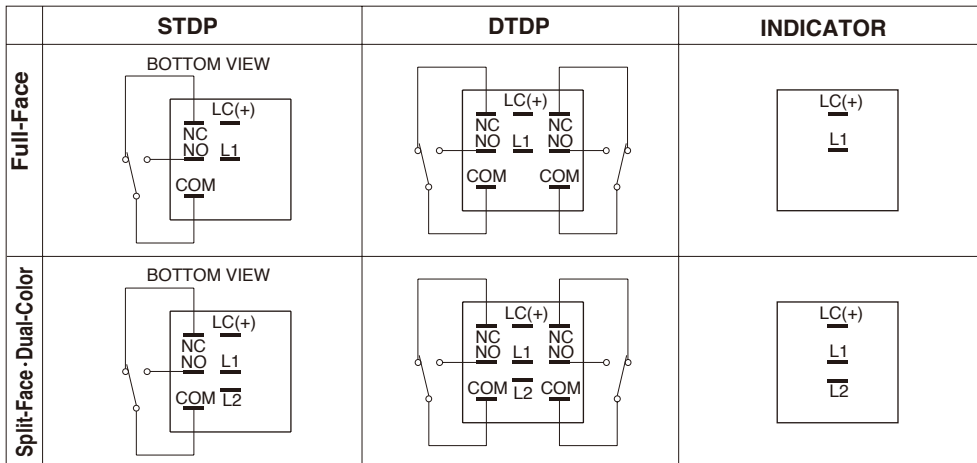 STDP DTDP INDICATOR
Full-Face
BOTTOM VIEW
LC(+)
NC
NO L1
COM
LC(+)
NC NC
NO L1 NO
COM COM
LC(+)
L1
Split-Face·Dual-Color
BOTTOM VIEW
LC(+)
NC
NO L1
COM L2
LC(+)
NC NC
NO L1 NO
COM L2 COM
LC(+)
L1
L2